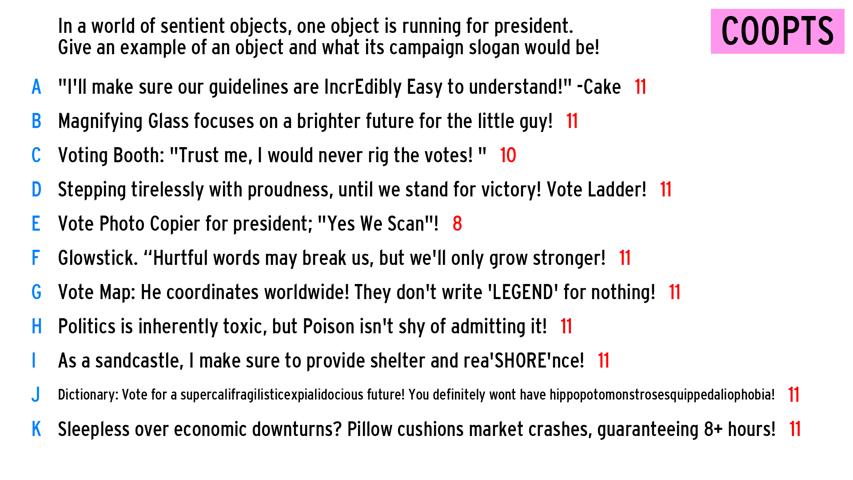 In a world of sentient objects, one object is running for president.
Give an example of an object and what its campaign slogan would be!
COOPTS
A "I'll make sure our guidelines are IncrEdibly Easy to understand!" -Cake 11
B Magnifying Glass focuses on a brighter future for the little guy! 11
C Voting Booth: "Trust me, I would never rig the votes! " 10
D Stepping tirelessly with proudness, until we stand for victory! Vote Ladder! 11
E Vote Photo Copier for president; "Yes We Scan"! 8
F Glowstick. “Hurtful words may break us, but we'll only grow stronger! 11
G Vote Map: He coordinates worldwide! They don't write 'LEGEND' for nothing! 11
H Politics is inherently toxic, but Poison isn't shy of admitting it! 11
I As a sandcastle, I make sure to provide shelter and rea'SHORE'nce! 11
J Dictionary: Vote for a supercalifragilisticexpialidocious future! You definitely wont have hippopotomonstrosesquippedaliophobia! 11
K Sleepless over economic downturns? Pillow cushions market crashes, guaranteeing 8+ hours! 11